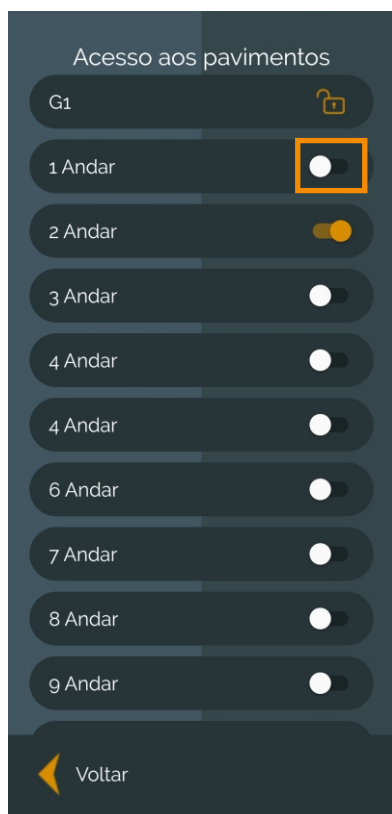 Acesso aos pavimentos
G1
1 Andar
2 Andar
3 Andar
4 Andar
4 Andar
6 Andar
7 Andar
8 Andar
9 Andar
Voltar